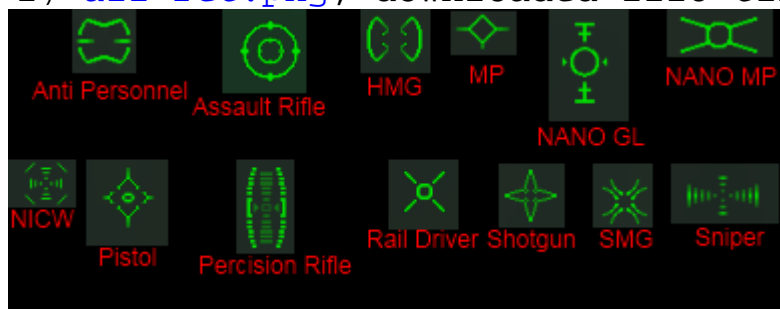 Anti Personnel
Assault Rifle
HMG
MP
NANO MP
NANO GL
NICW
Pistol
Percision Rifle
Rail Driver
Shotgun
SMG
Sniper